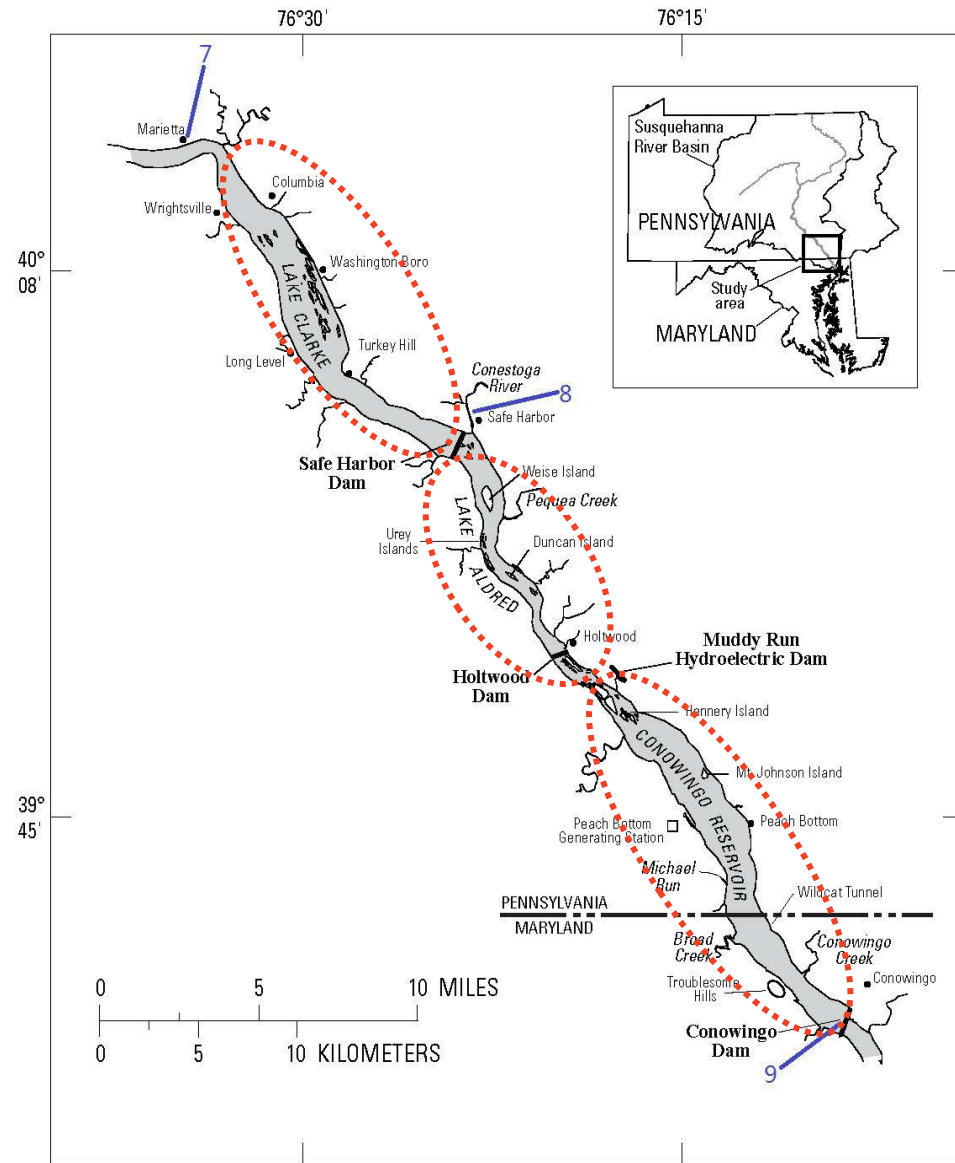 76°30'
76°15'
7
Marietta
Columbia
Wrightsville
40°
08'
Washington Boro
LAKE CLARKE
Long Level
Turkey Hill
Conestoga
River
8
Safe Harbor
Safe Harbor
Dam
Weise Island
Pequea Creek
LAKE
ALDRED
Urey
Islands
Duncan Island
Holtwood
Holtwood
Dam
Muddy Run
Hydroelectric Dam
Hennery Island
CONOWINGO RESERVOIR
Mt. Johnson Island
39°
45'
Peach Bottom
Generating Station
Peach Bottom
Michael
Run
Wildcat Tunnel
PENNSYLVANIA
MARYLAND
Broad
Creek
Conowingo
Creek
Troublesome
Hills
Conowingo
Conowingo
Dam
9
0 5 10 MILES
0 5 10 KILOMETERS
Susquehanna
River Basin
PENNSYLVANIA
Study
area
MARYLAND